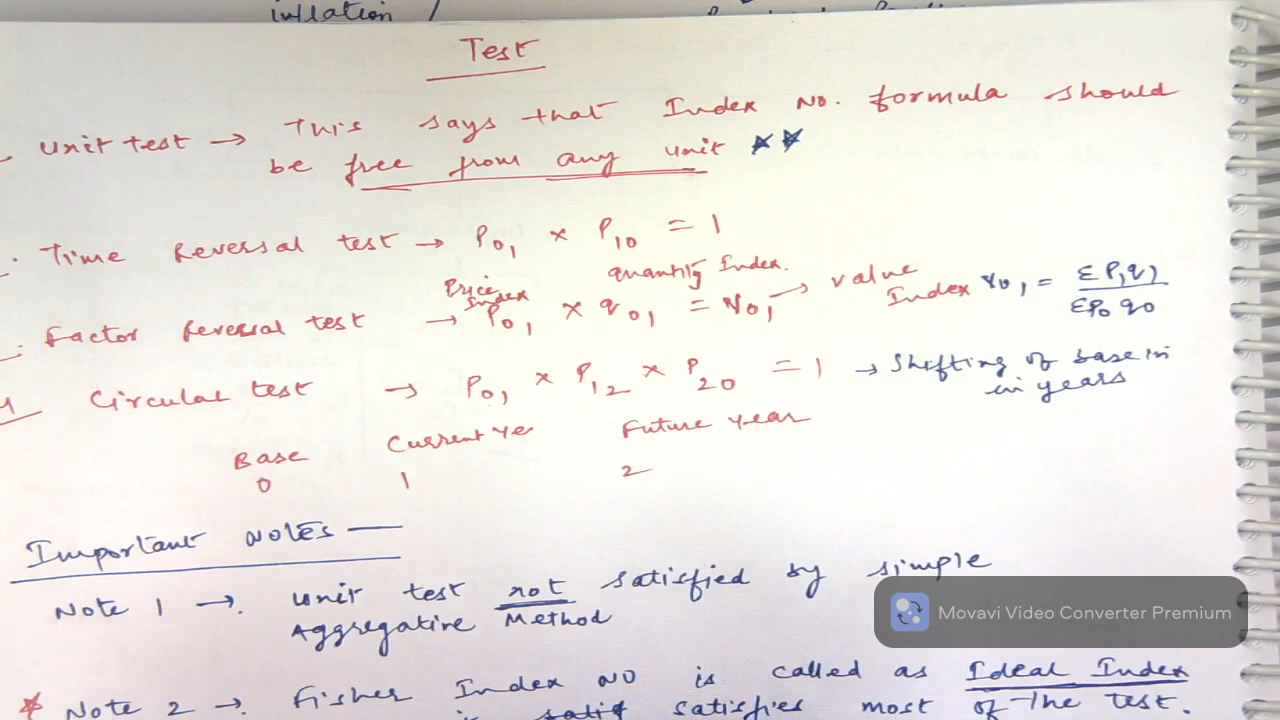 inflation /
Test
Unit test → This says that Index No. formula should
be free from any unit
Time Reversal test → P01 × P10 = 1
Price Index
quantity Index.
Factor Reversal test → P01 × q01 = V01 → value Index V01 = ΣP1q1 / ΣP0q0
4 Circular test → P01 × P12 × P20 = 1 → Shifting of base in
in years
Base Current Ye Future year
0 1 2
Important Notes —
Note 1 →. Unit test not satisfied by simple
Aggregative Method
Movavi Video Converter Premium
Note 2 →. Fisher Index No is called as Ideal Index
satisfies most of the test.